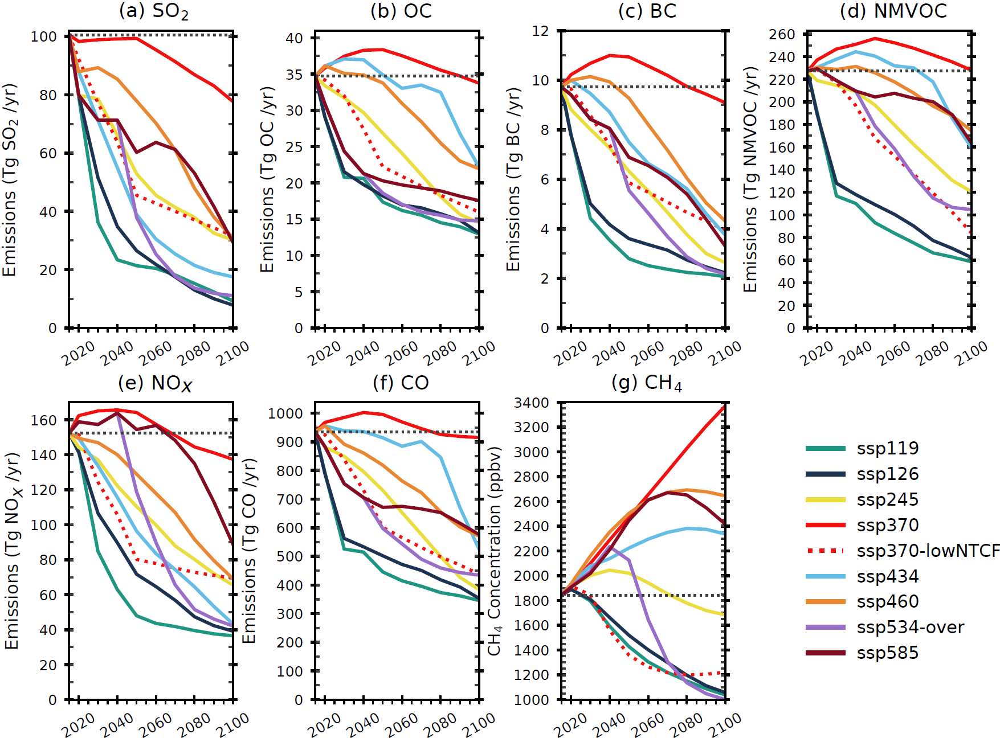 (a) SO2
(b) OC
(c) BC
(d) NMVOC
Emissions (Tg SO2 /yr)
100
80
60
40
20
0
2020 2040 2060 2080 2100
Emissions (Tg OC /yr)
40
35
30
25
20
15
10
5
0
2020 2040 2060 2080 2100
Emissions (Tg BC /yr)
12
10
8
6
4
2
0
2020 2040 2060 2080 2100
Emissions (Tg NMVOC /yr)
260
240
220
200
180
160
140
120
100
80
60
40
20
0
2020 2040 2060 2080 2100
(e) NOx
(f) CO
(g) CH4
Emissions (Tg NOx /yr)
160
140
120
100
80
60
40
20
0
2020 2040 2060 2080 2100
Emissions (Tg CO /yr)
1000
900
800
700
600
500
400
300
200
100
0
2020 2040 2060 2080 2100
CH4 Concentration (ppbv)
3400
3200
3000
2800
2600
2400
2200
2000
1800
1600
1400
1200
1000
2020 2040 2060 2080 2100
ssp119
ssp126
ssp245
ssp370
ssp370-lowNTCF
ssp434
ssp460
ssp534-over
ssp585